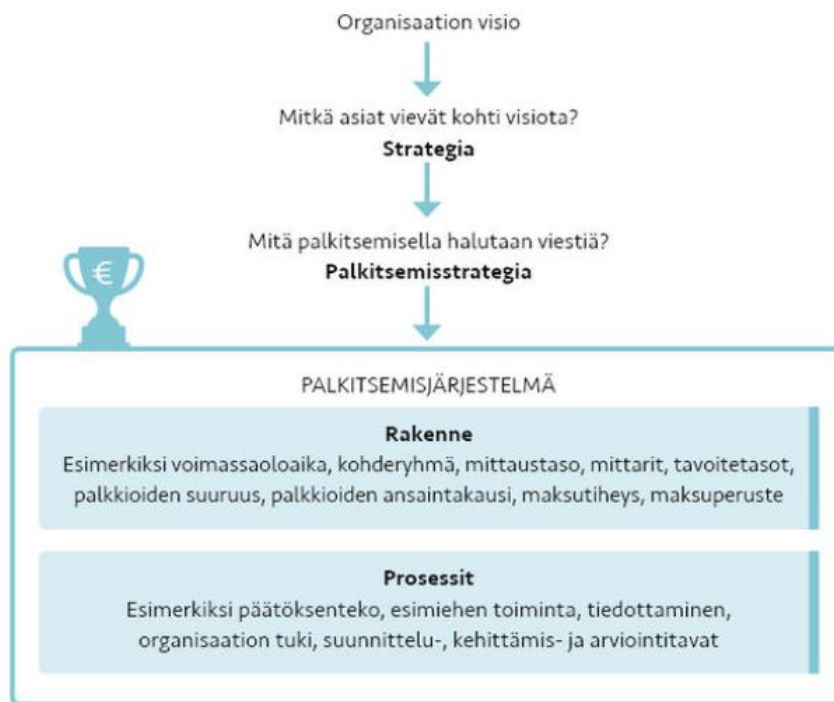 Organisaation visio
Mitkä asiat vievät kohti visiota?
Strategia
Mitä palkitsemisella halutaan viestiä?
Palkitsemisstrategia
€
PALKITSEMISJÄRJESTELMÄ
Rakenne
Esimerkiksi voimassaoloaika, kohderyhmä, mittaustaso, mittarit, tavoitetasot,
palkkioiden suuruus, palkkioiden ansaintakausi, maksutiheys, maksuperuste
Prosessit
Esimerkiksi päätöksenteko, esimiehen toiminta, tiedottaminen,
organisaation tuki, suunnittelu-, kehittämis- ja arviointitavat